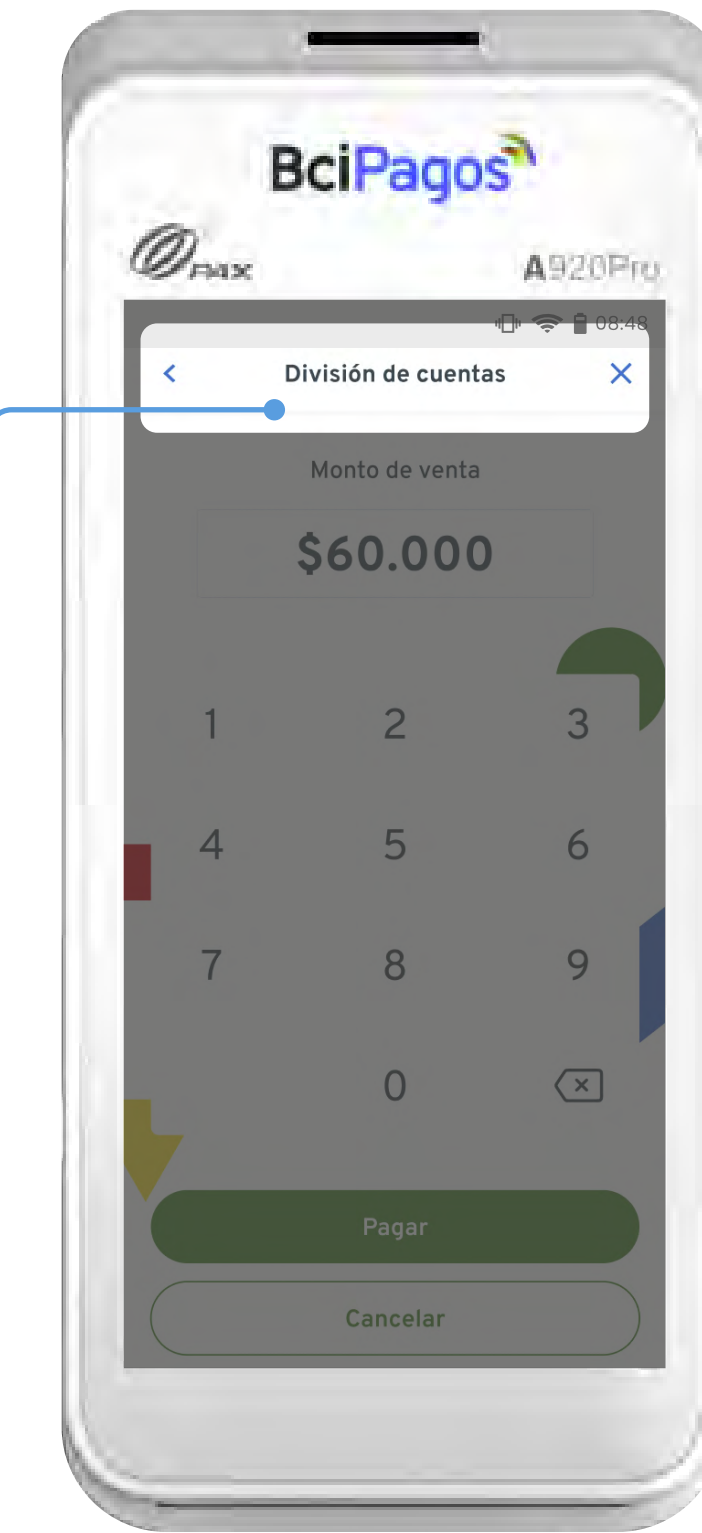 BciPagos
PAX A920Pro
08:48
División de cuentas
Monto de venta
$60.000
1 2 3
4 5 6
7 8 9
0
Pagar
Cancelar